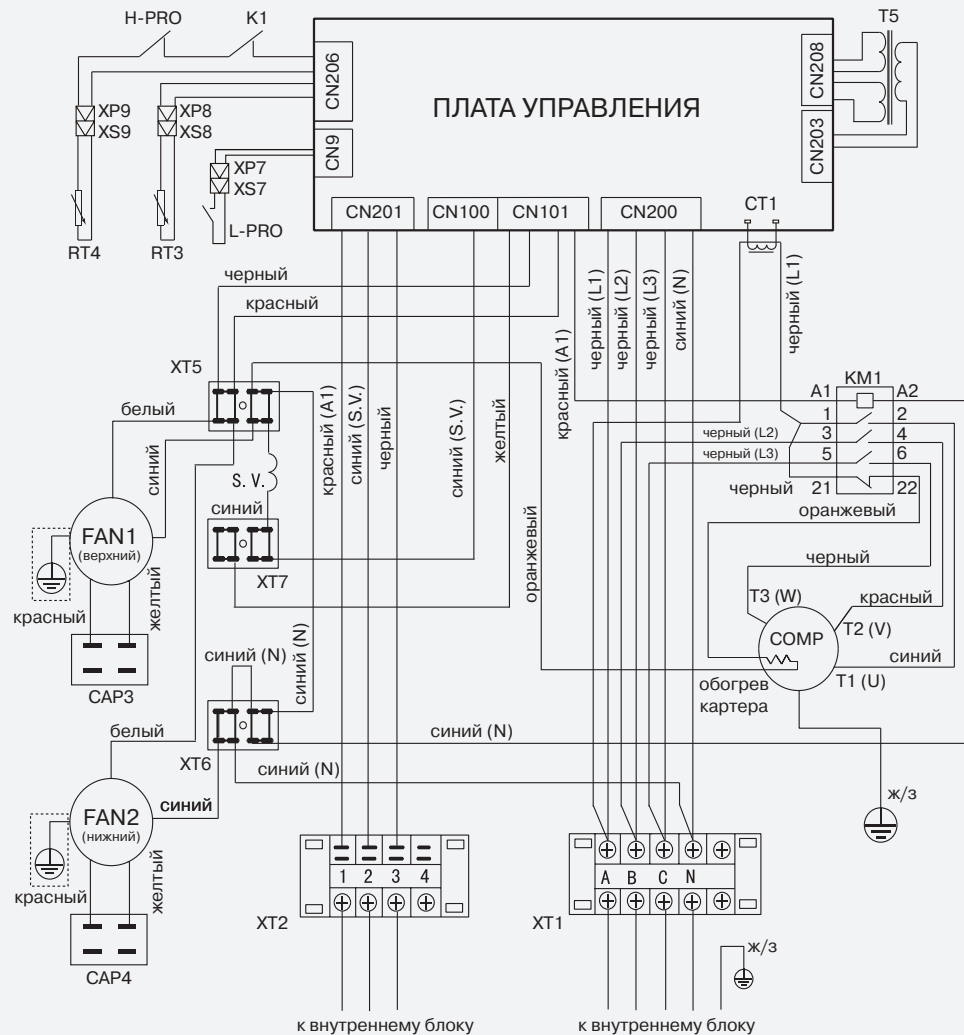 H-PRO
K1
T5
CN206
CN208
XP9
XS9
XP8
XS8
ПЛАТА УПРАВЛЕНИЯ
CN9
CN203
XP7
XS7
CT1
CN201
CN100
CN101
CN200
L-PRO
RT4
RT3
черный
красный
черный (L1)
черный (L2)
черный (L3)
синий (N)
черный (L1)
красный (A1)
XT5
KM1
A1
A2
белый
1
2
черный (L2)
3
4
черный (L3)
5
6
черный
21
22
синий
S. V.
красный (A1)
синий (S.V.)
черный
синий (S.V.)
желтый
оранжевый
синий
оранжевый
FAN1
(верхний)
XT7
черный
красный
желтый
T3 (W)
красный
COMP
T2 (V)
синий (N)
синий (N)
синий
T1 (U)
CAP3
обогрев
картера
белый
синий (N)
XT6
синий (N)
ж/з
синий
FAN2
(нижний)
красный
желтый
1 2 3 4
A B C N
XT2
XT1
ж/з
CAP4
к внутреннему блоку
к внутреннему блоку